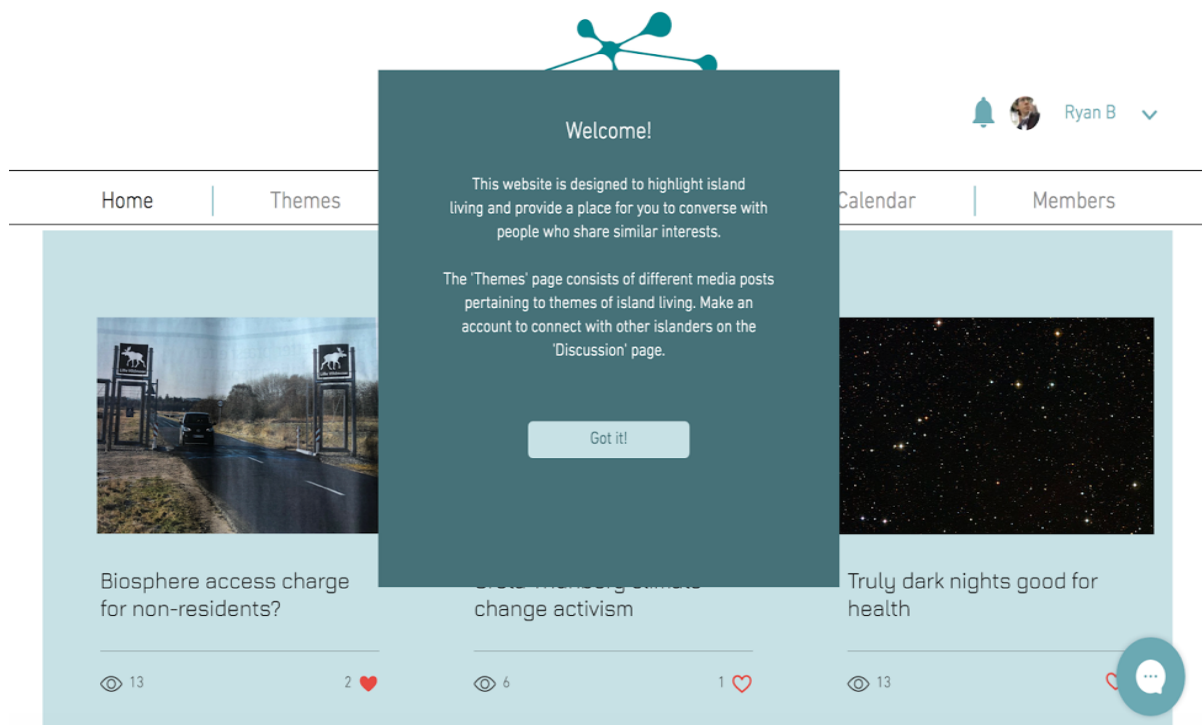 Ryan B
Home
Themes
Calendar
Members
Welcome!
This website is designed to highlight island
living and provide a place for you to converse with
people who share similar interests.
The 'Themes' page consists of different media posts
pertaining to themes of island living. Make an
account to connect with other islanders on the
'Discussion' page.
Got it!
Biosphere access charge
for non-residents?
13
2
change activism
6
1
Truly dark nights good for
health
13